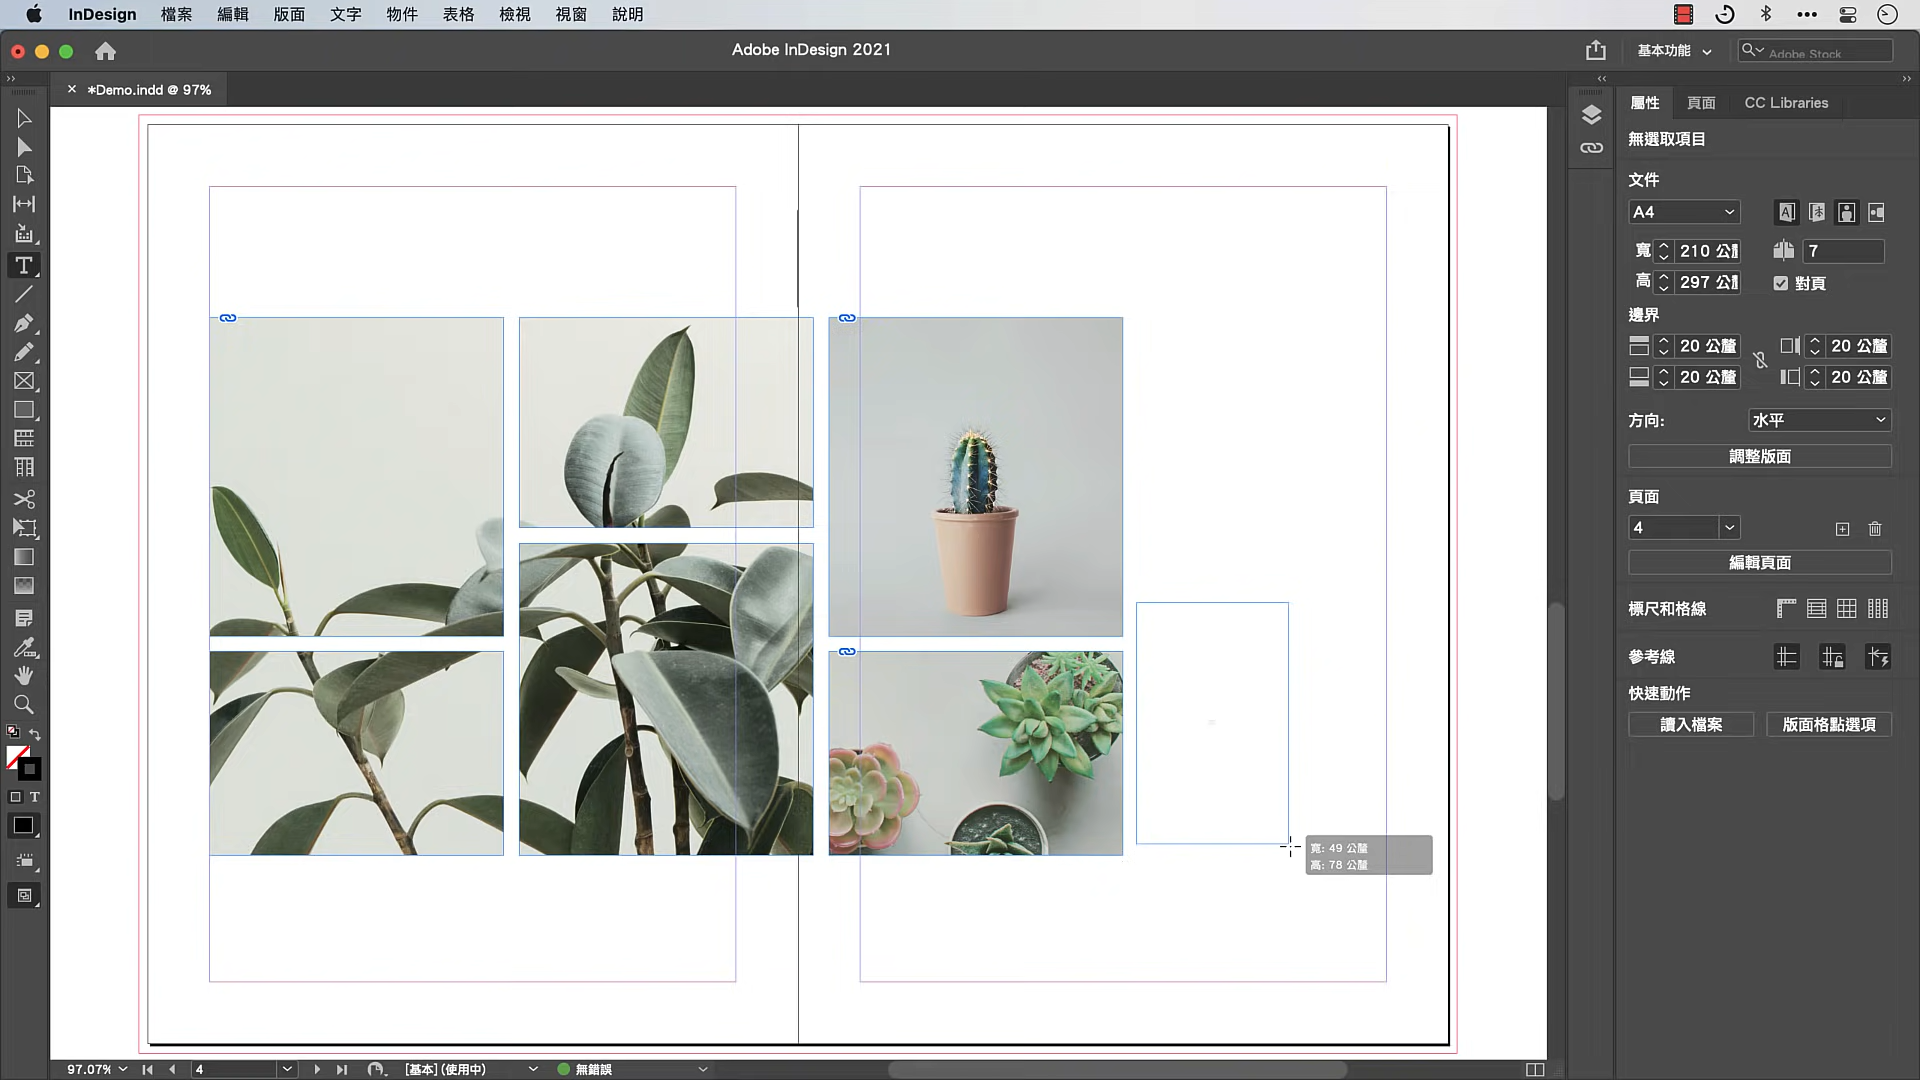 InDesign 檔案 編輯 版面 文字 物件 表格 檢視 視窗 說明
Adobe InDesign 2021
基本功能
Adobe Stock
*Demo.indd @ 97%
屬性 頁面 CC Libraries
無選取項目
文件
A4
寬 210 公釐 7
高 297 公釐 對頁
邊界
20 公釐 20 公釐
20 公釐 20 公釐
方向: 水平
調整版面
頁面
4
編輯頁面
標尺和格線
參考線
快速動作
讀入檔案 版面格點選項
寬: 49 公釐
高: 78 公釐
97.07% 4 [基本] (使用中) 無錯誤